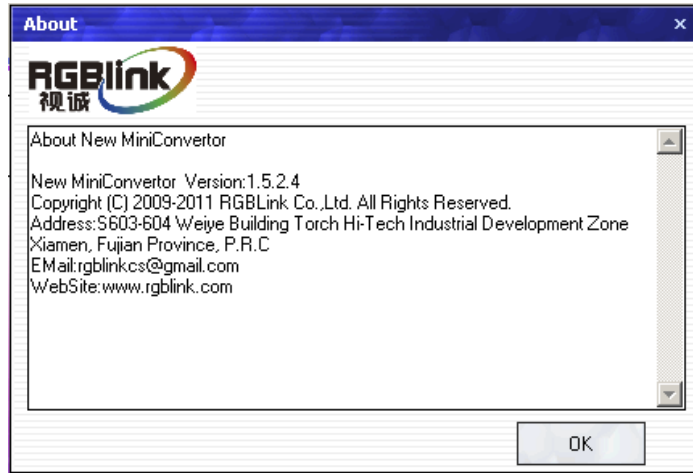 About
RGBlink
视诚
About New MiniConvertor
New MiniConvertor Version:1.5.2.4
Copyright (C) 2009-2011 RGBLink Co.,Ltd. All Rights Reserved.
Address:S603-604 Weiye Building Torch Hi-Tech Industrial Development Zone
Xiamen, Fujian Province, P.R.C
EMail:rgblinkcs@gmail.com
WebSite:www.rgblink.com
OK